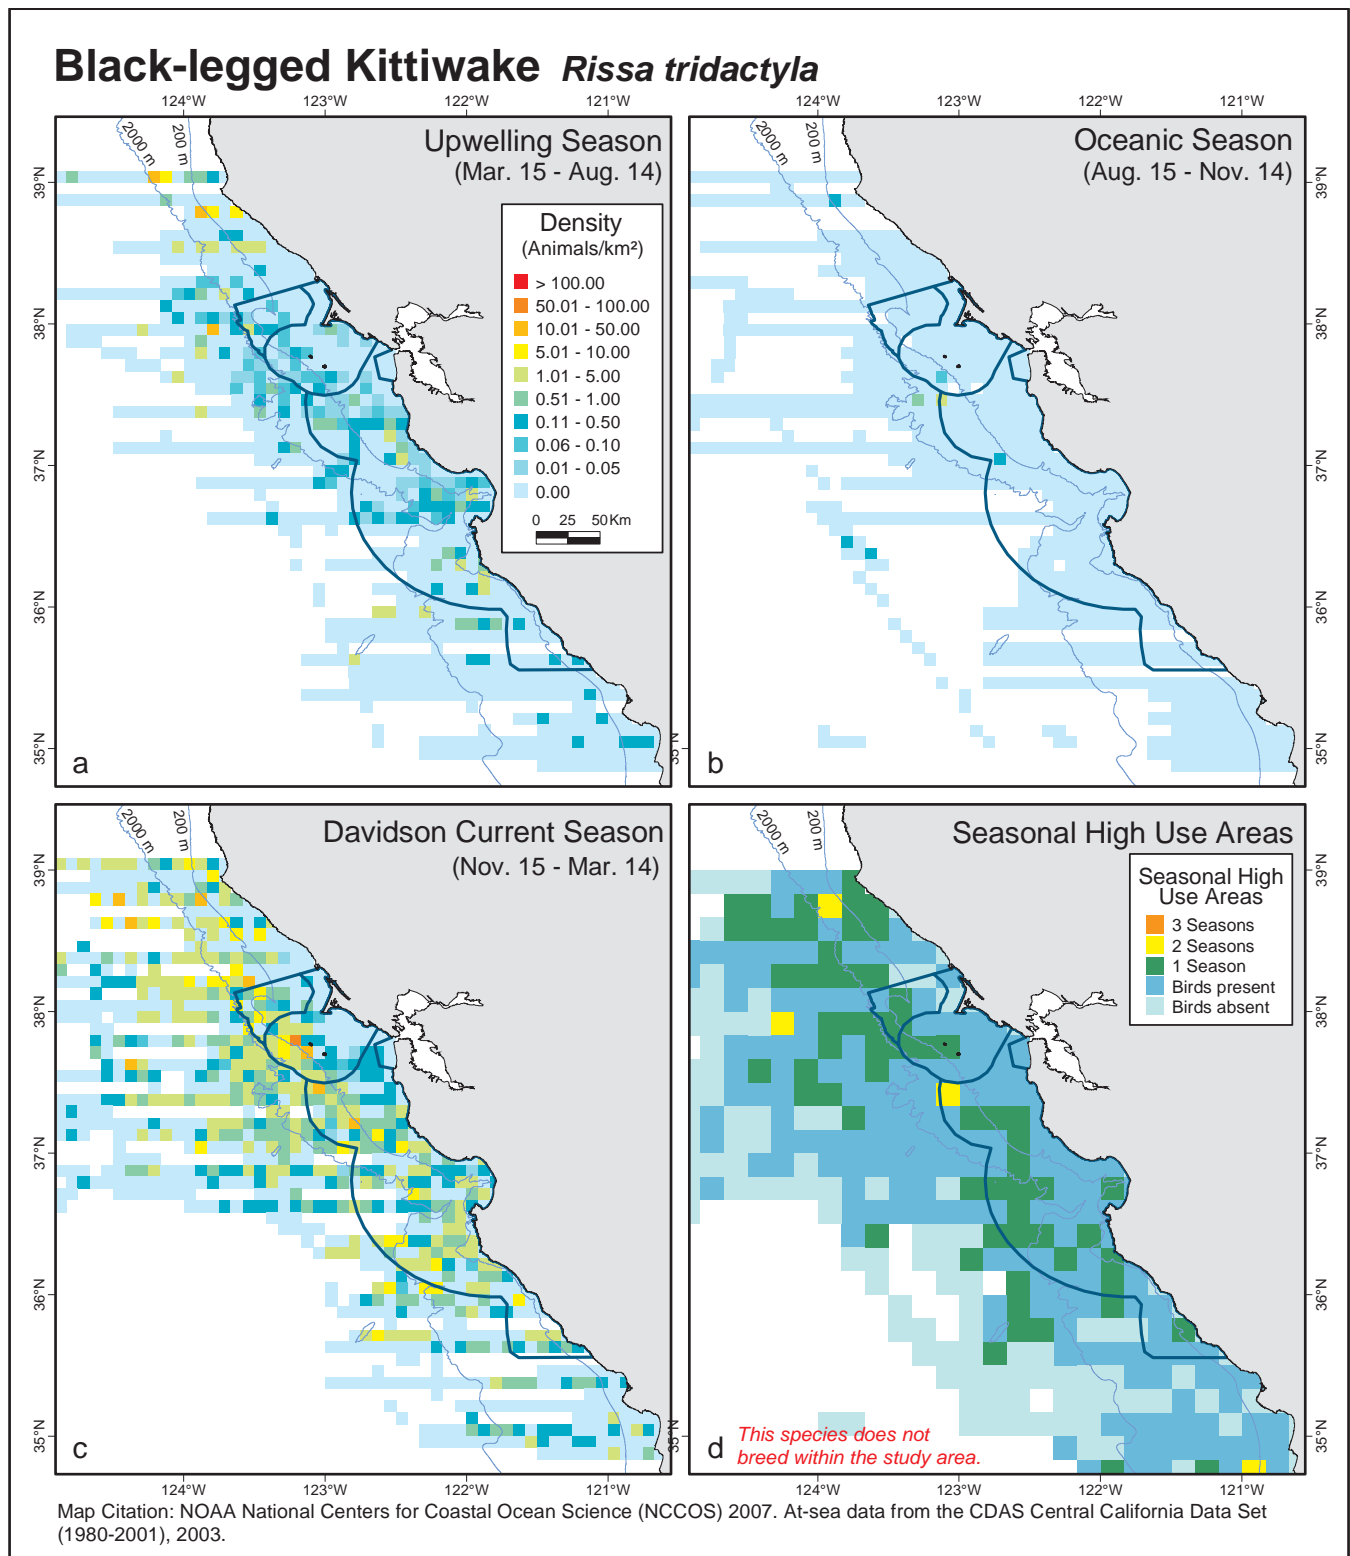 Black-legged Kittiwake Rissa tridactyla
124°W 123°W 122°W 121°W
124°W 123°W 122°W 121°W
2000 m
200 m
Upwelling Season
(Mar. 15 - Aug. 14)
Density
(Animals/km²)
> 100.00
50.01 - 100.00
10.01 - 50.00
5.01 - 10.00
1.01 - 5.00
0.51 - 1.00
0.11 - 0.50
0.06 - 0.10
0.01 - 0.05
0.00
0 25 50 Km
39°N
38°N
37°N
36°N
35°N
a
2000 m
200 m
Oceanic Season
(Aug. 15 - Nov. 14)
39°N
38°N
37°N
36°N
35°N
35°N
b
2000 m
200 m
Davidson Current Season
(Nov. 15 - Mar. 14)
39°N
38°N
37°N
36°N
35°N
c
2000 m
200 m
Seasonal High Use Areas
Seasonal High
Use Areas
3 Seasons
2 Seasons
1 Season
Birds present
Birds absent
39°N
38°N
37°N
36°N
35°N
35°N
d
This species does not
breed within the study area.
124°W 123°W 122°W 121°W
124°W 123°W 122°W 121°W
Map Citation: NOAA National Centers for Coastal Ocean Science (NCCOS) 2007. At-sea data from the CDAS Central California Data Set
(1980-2001), 2003.